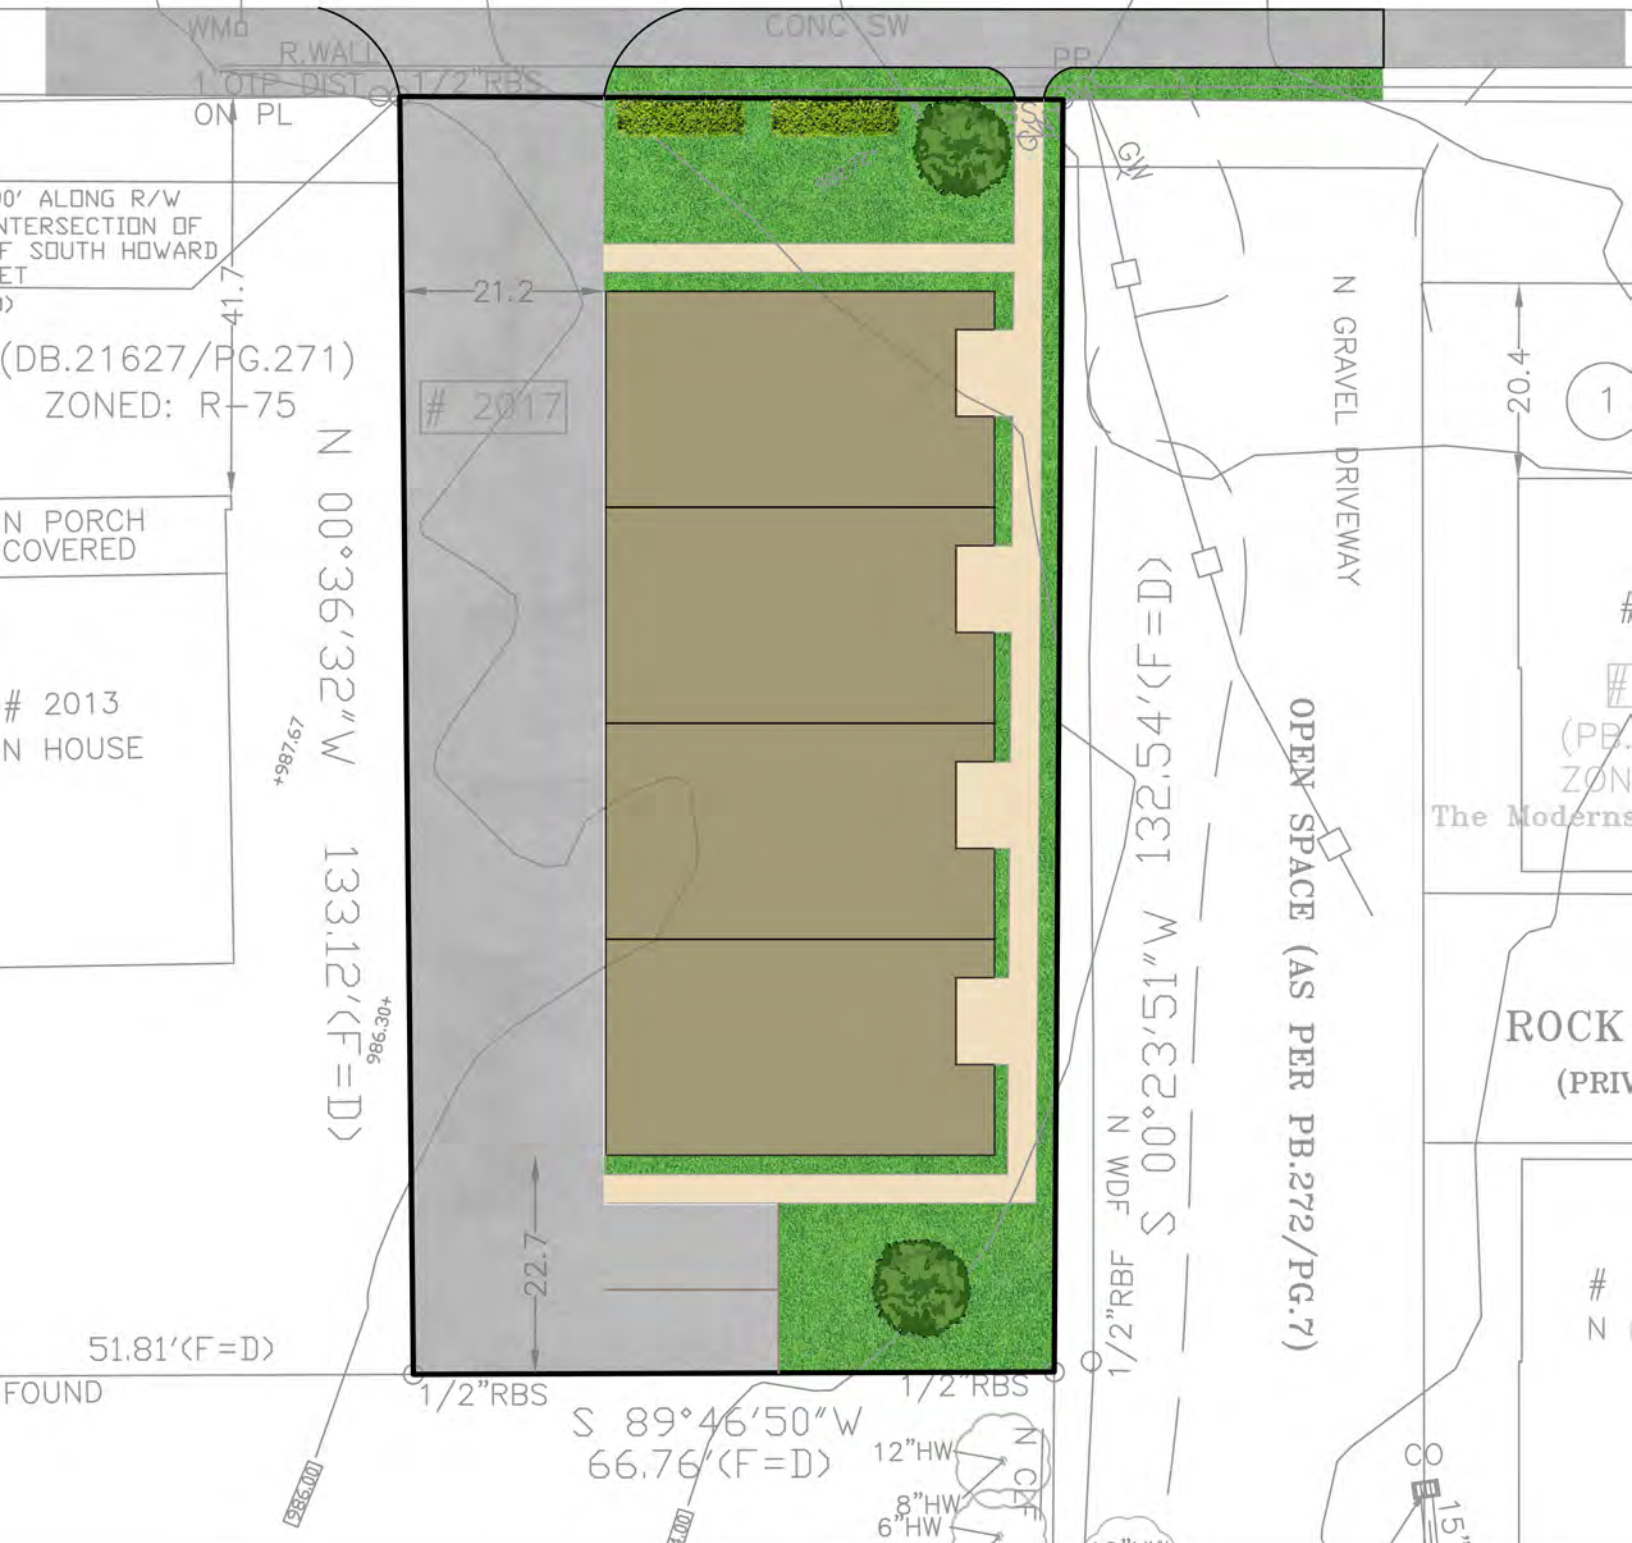 WM
CONC SW
R.WALL
PP
1" OTP DIST.
1/2"RBS
ON PL
GW
00' ALONG R/W
NTERSECTION OF
F SOUTH HOWARD
ET
41.7
21.2
(DB.21627/PG.271)
ZONED: R-75
# 2017
N 00°36'32"W 133.12'(F=D)
N GRAVEL DRIVEWAY
20.4
1
N PORCH
COVERED
# 2013
N HOUSE
+987.67
986.30+
S 00°23'51"W 132.54'(F=D)
OPEN SPACE (AS PER PB.272/PG.7)
#
#
(PB.
ZON
The Moderns
ROCK
(PRIV
N WDF
1/2"RBF
22.7
#
N
51.81'(F=D)
FOUND
1/2"RBS
1/2"RBS
S 89°46'50"W
66.76'(F=D)
12"HW
8"HW
6"HW
N CLF
986.00
CO
15"